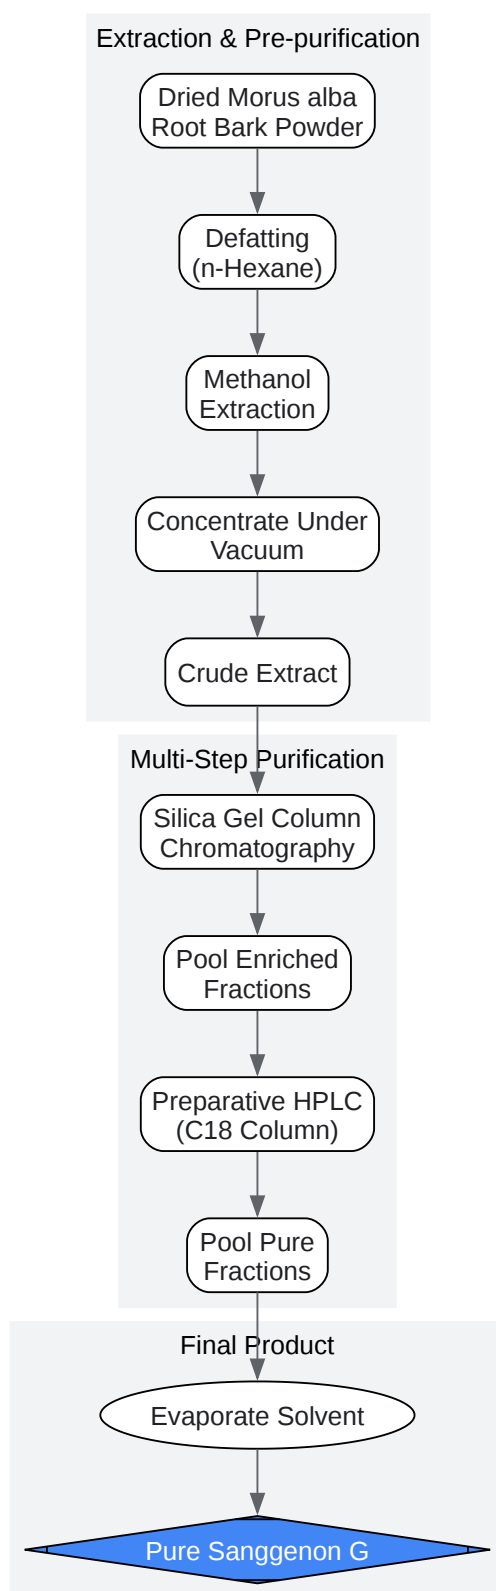 Extraction & Pre-purification
Dried Morus alba
Root Bark Powder
Defatting
(n-Hexane)
Methanol
Extraction
Concentrate Under
Vacuum
Crude Extract
Multi-Step Purification
Silica Gel Column
Chromatography
Pool Enriched
Fractions
Preparative HPLC
(C18 Column)
Pool Pure
Fractions
Final Product
Evaporate Solvent
Pure Sanggenon G